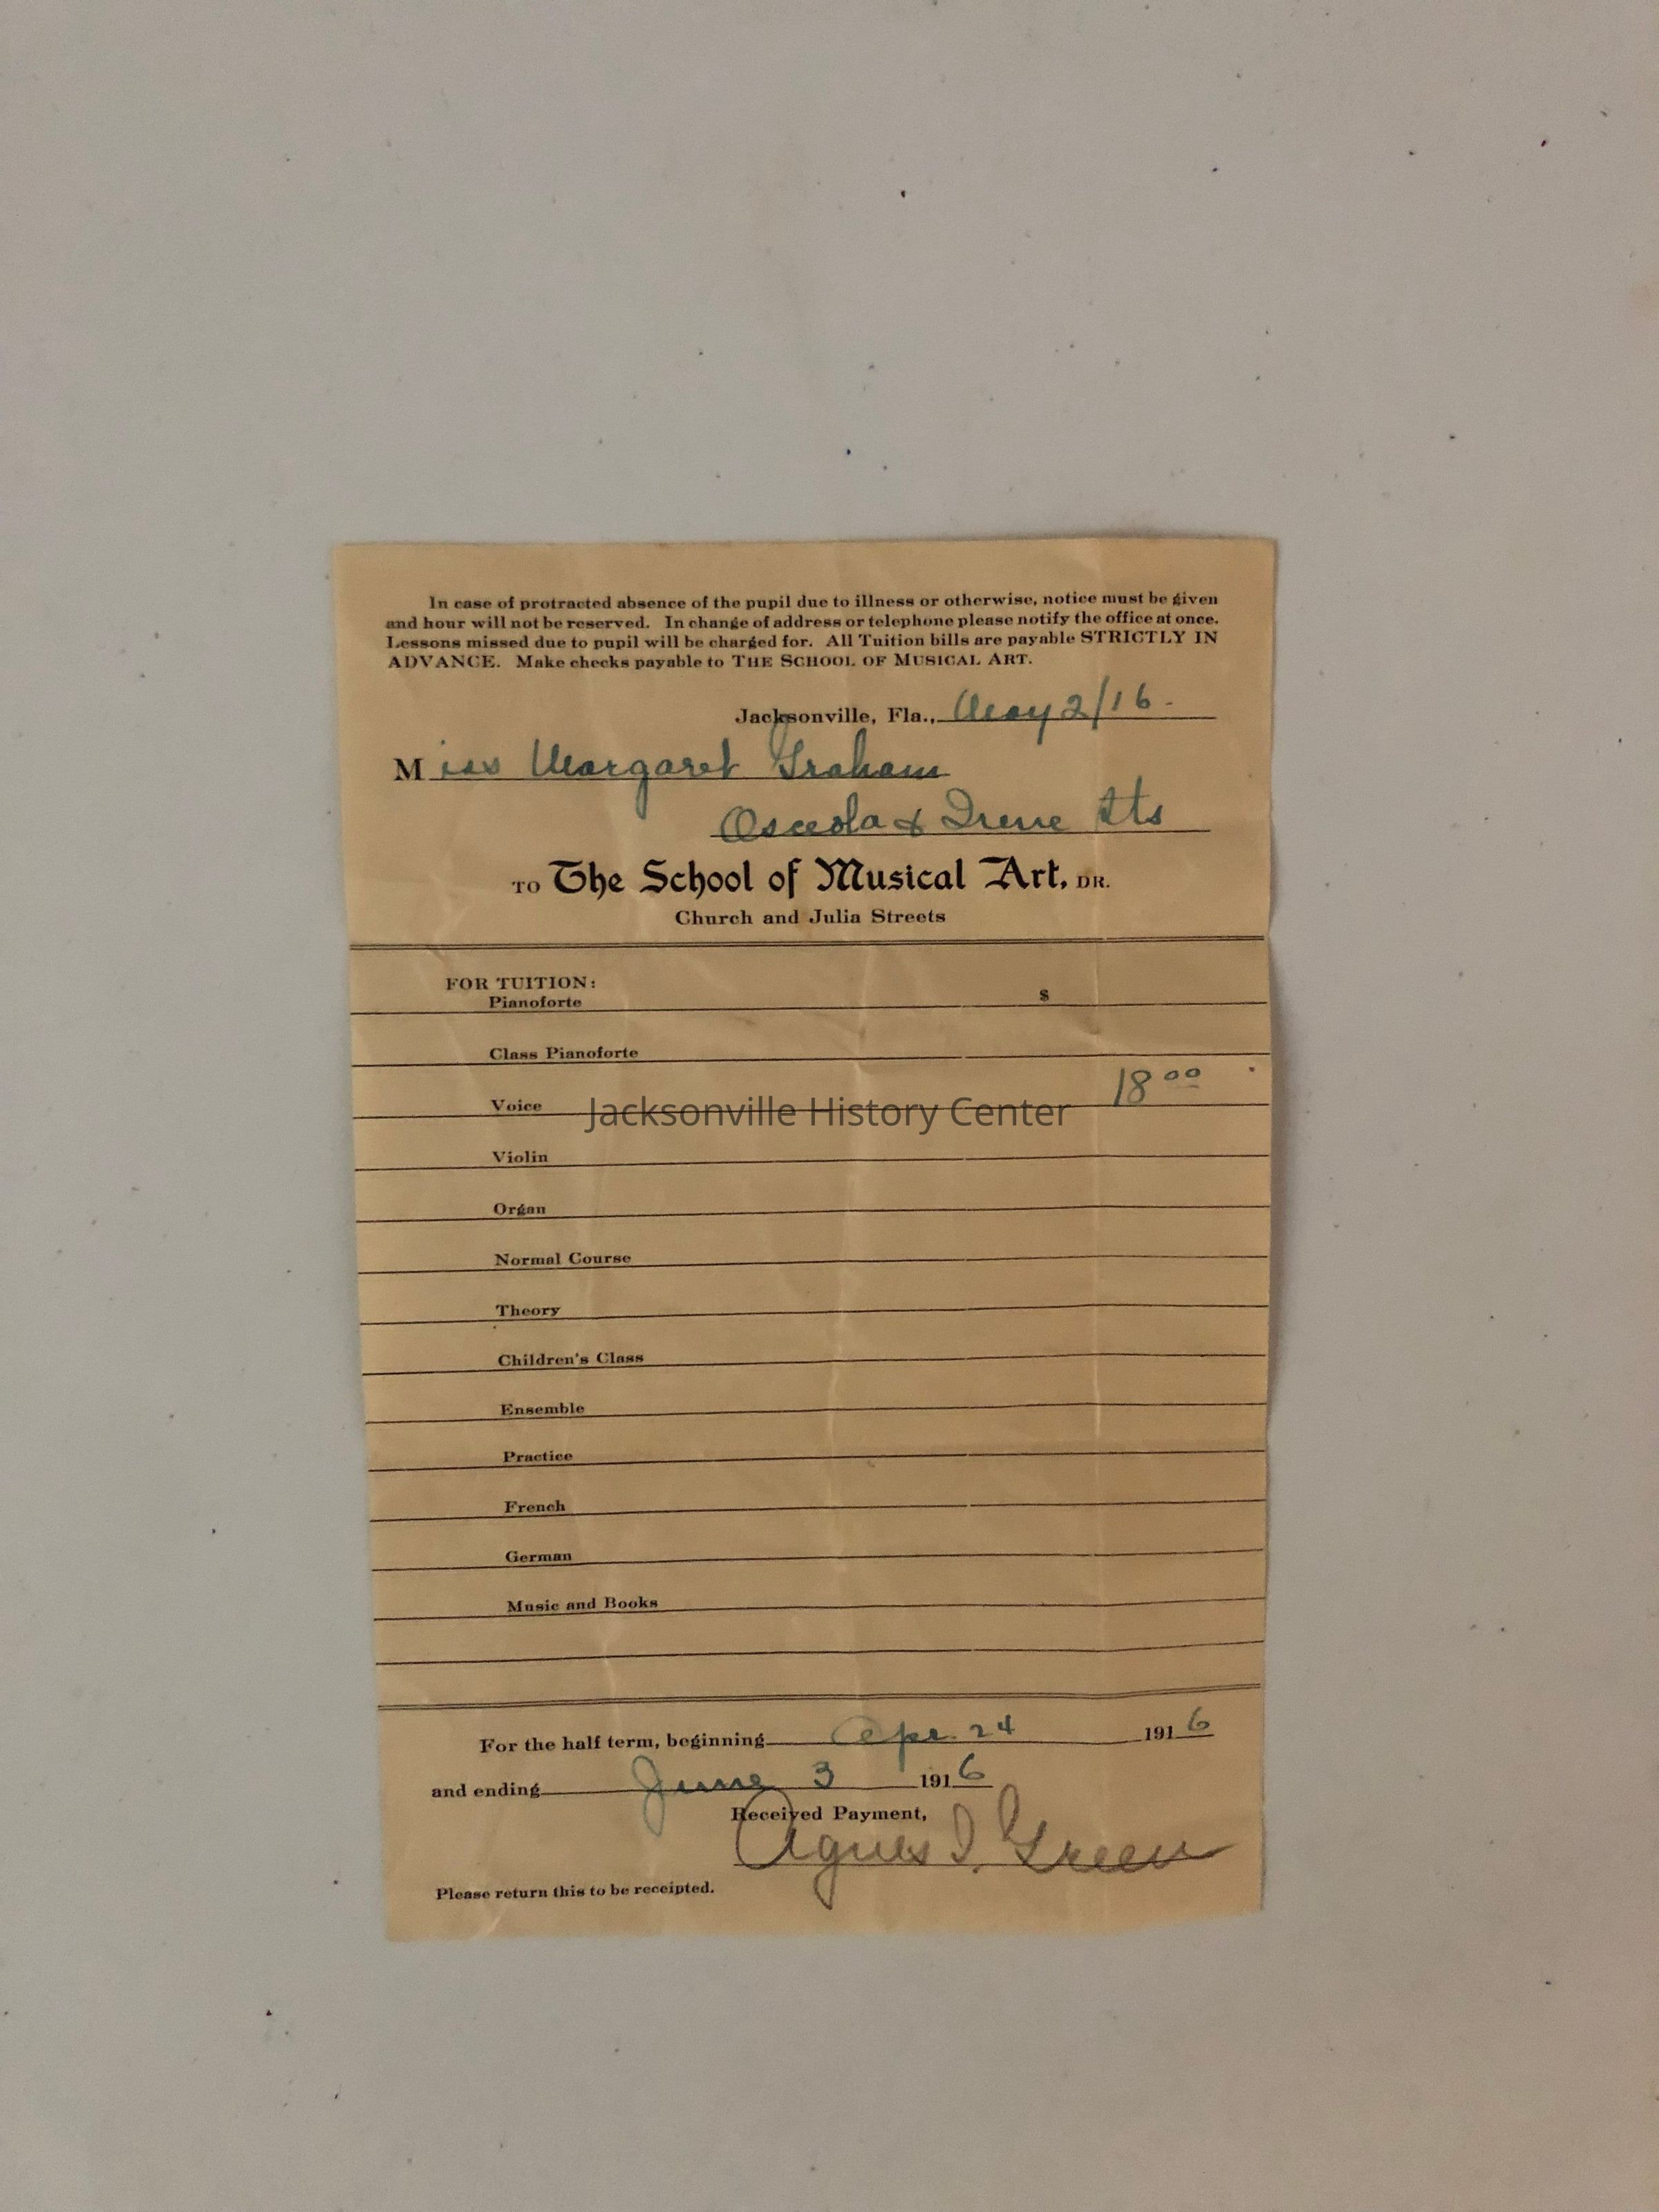 In case of protracted absence of the pupil due to illness or otherwise, notice must be given
and hour will not be reserved. In change of address or telephone please notify the office at once.
Lessons missed due to pupil will be charged for. All Tuition bills are payable STRICTLY IN
ADVANCE. Make checks payable to THE SCHOOL OF MUSICAL ART.
Jacksonville, Fla., May 2/16.
Miss Margaret Graham
Osceola & Irene Sts
TO The School of Musical Art, DR.
Church and Julia Streets
FOR TUITION:
Pianoforte $
Class Pianoforte
Voice 18 00
Jacksonville History Center
Violin
Organ
Normal Course
Theory
Children's Class
Ensemble
Practice
French
German
Music and Books
For the half term, beginning Apr. 24 1916
and ending June 3 1916
Received Payment,
Agnes I. Green
Please return this to be receipted.